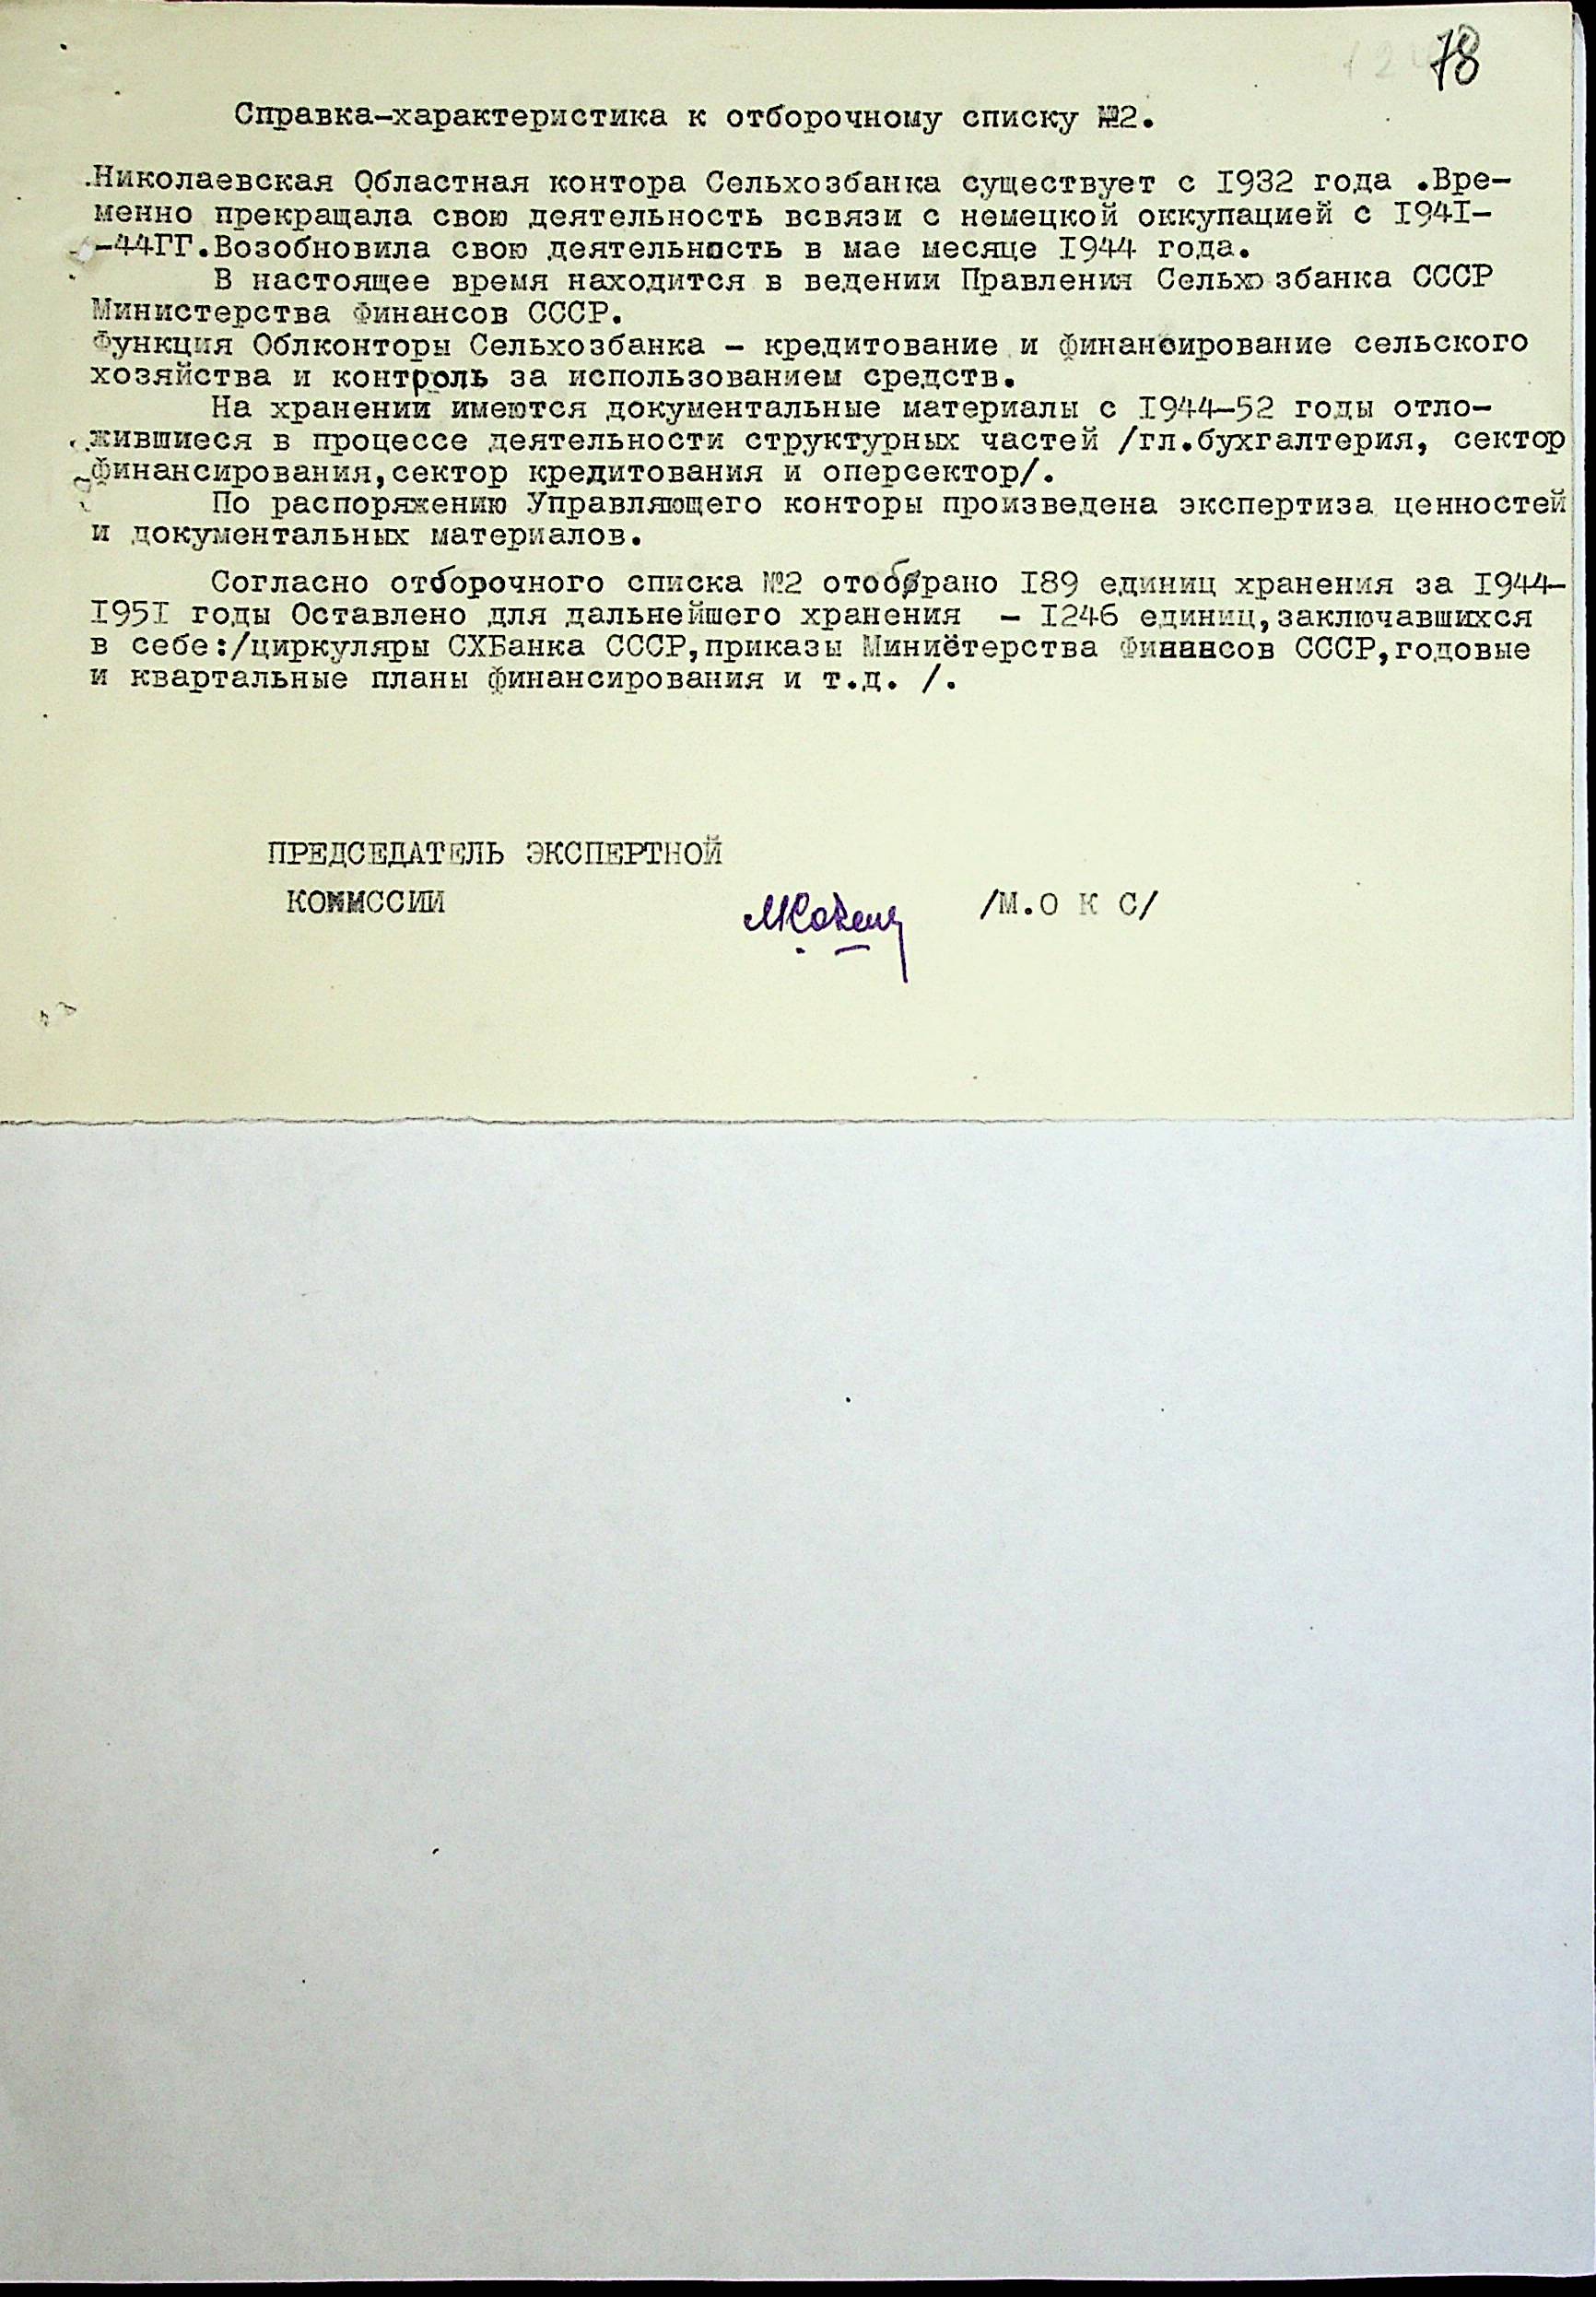 78
Справка-характеристика к отборочному списку №2.
.Николаевская Областная контора Сельхозбанка существует с 1932 года .Вре-
менно прекращала свою деятельность всвязи с немецкой оккупацией с 1941-
-44ГГ.Возобновила свою деятельность в мае месяце 1944 года.
В настоящее время находится в ведении Правления Сельхозбанка СССР
Министерства Финансов СССР.
Функция Облконторы Сельхозбанка - кредитование и финансирование сельского
хозяйства и контроль за использованием средств.
На хранении имеются документальные материалы с 1944-52 годы отло-
жившиеся в процессе деятельности структурных частей /гл.бухгалтерия, сектор
финансирования,сектор кредитования и оперсектор/.
По распоряжению Управляющего конторы произведена экспертиза ценностей
и документальных материалов.
Согласно отборочного списка №2 отобрано 189 единиц хранения за 1944-
1951 годы Оставлено для дальнейшего хранения - 1246 единиц,заключавшихся
в себе:/циркуляры СХБанка СССР,приказы Министерства Финансов СССР,годовые
и квартальные планы финансирования и т.д. /.
ПРЕДСЕДАТЕЛЬ ЭКСПЕРТНОЙ
КОММССИИ
/М.О К С/